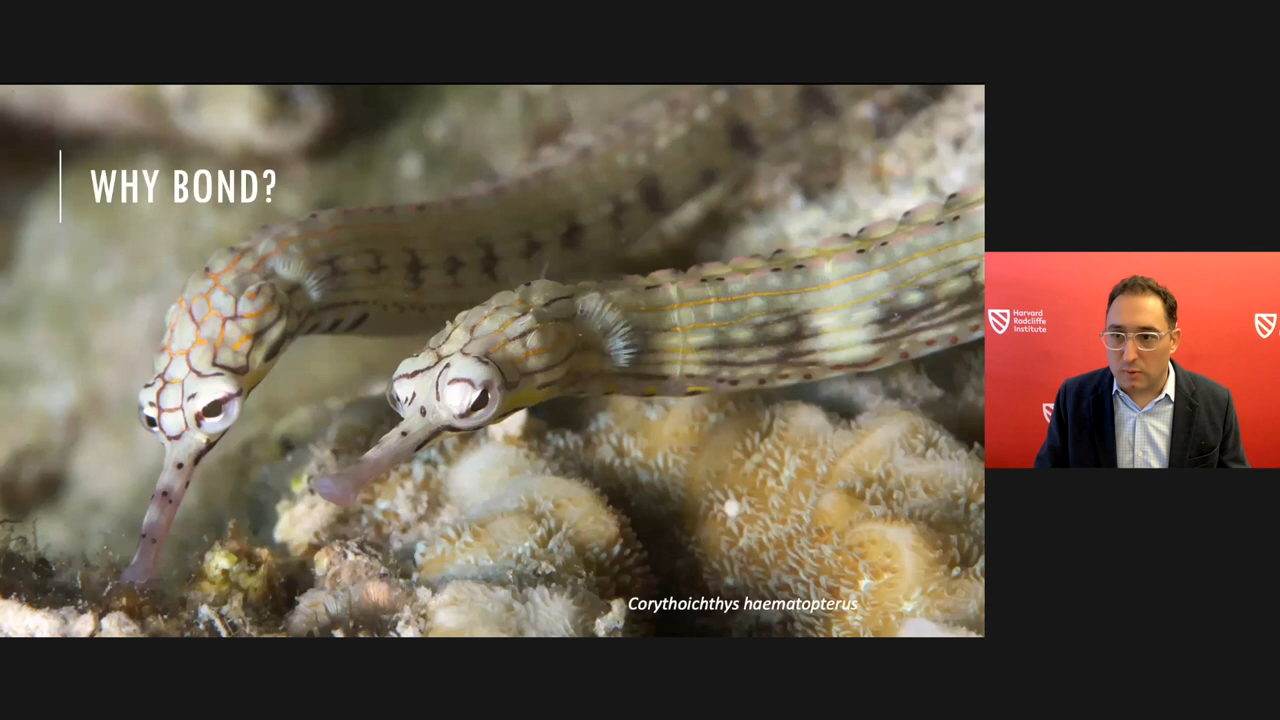 WHY BOND?
Corythoichthys haematopterus
Harvard
Radcliffe
Institute